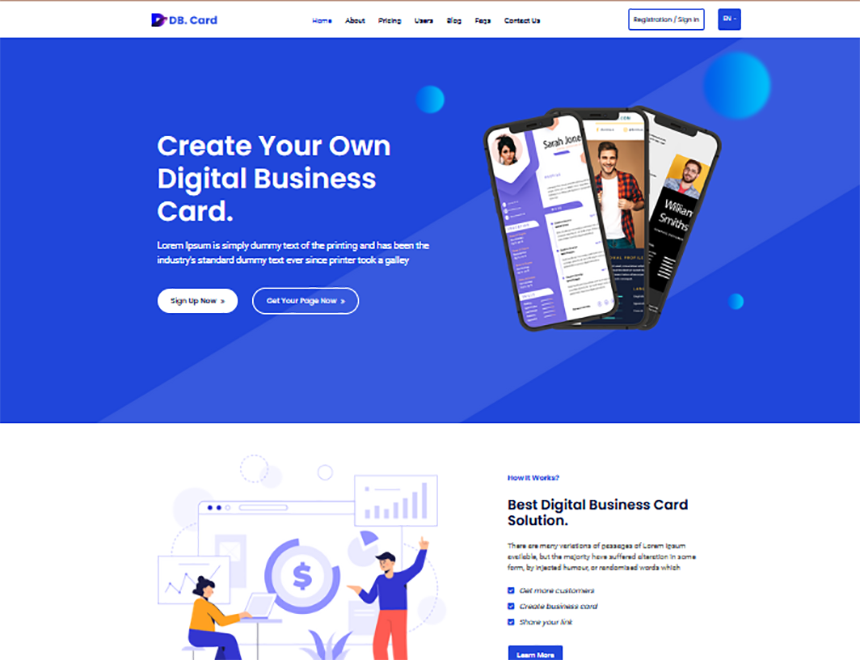 DB. Card
Home About Pricing Users Blog Faqs Contact Us
Registration / Sign In
EN
Create Your Own
Digital Business
Card.
Lorem Ipsum is simply dummy text of the printing and has been the
industry's standard dummy text ever since printer took a galley
Sign Up Now »
Get Your Page Now »
Sarah Jone
William
Smiths
How It Works?
Best Digital Business Card
Solution.
There are many variations of passages of Lorem Ipsum
available, but the majority have suffered alteration in some
form, by injected humour, or randomised words which
Get more customers
Create business card
Share your link
Learn More